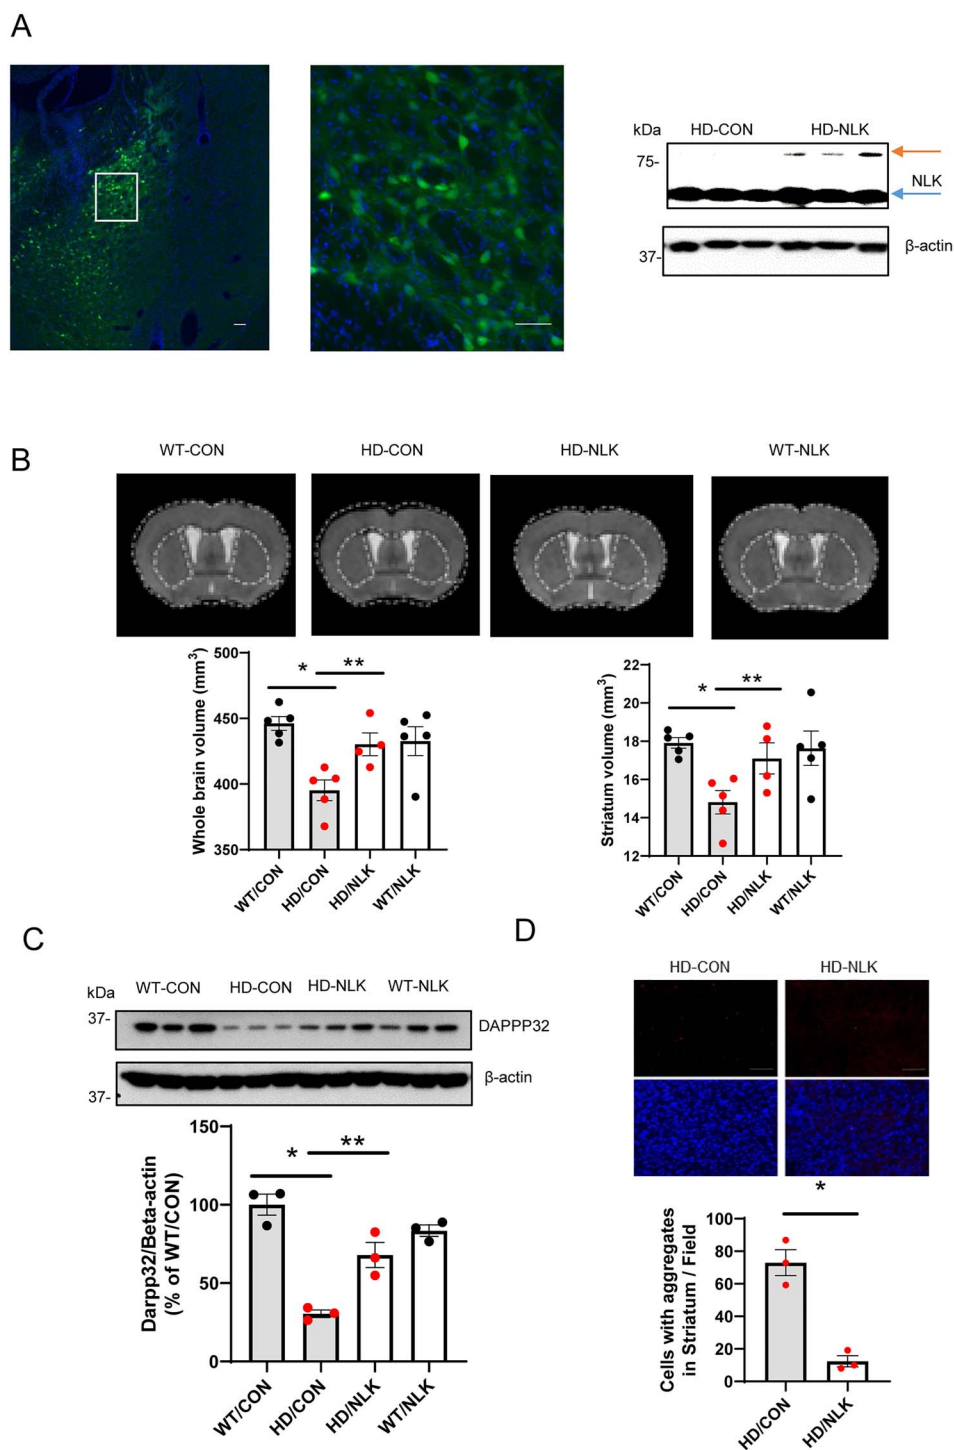 A
kDa HD-CON HD-NLK
75-
NLK
37- β-actin
B
WT-CON HD-CON HD-NLK WT-NLK
Whole brain volume (mm³)
500
450
400
350
* **
WT/CON HD/CON HD/NLK WT/NLK
Striatum volume (mm³)
22
20
18
16
14
12
* **
WT/CON HD/CON HD/NLK WT/NLK
C
kDa WT-CON HD-CON HD-NLK WT-NLK
37- DAPPP32
37- β-actin
Darpp32/Beta-actin
(% of WT/CON)
150
100
50
0
* **
WT/CON HD/CON HD/NLK WT/NLK
D
HD-CON HD-NLK
Cells with aggregates
in Striatum / Field
100
80
60
40
20
0
*
HD/CON HD/NLK